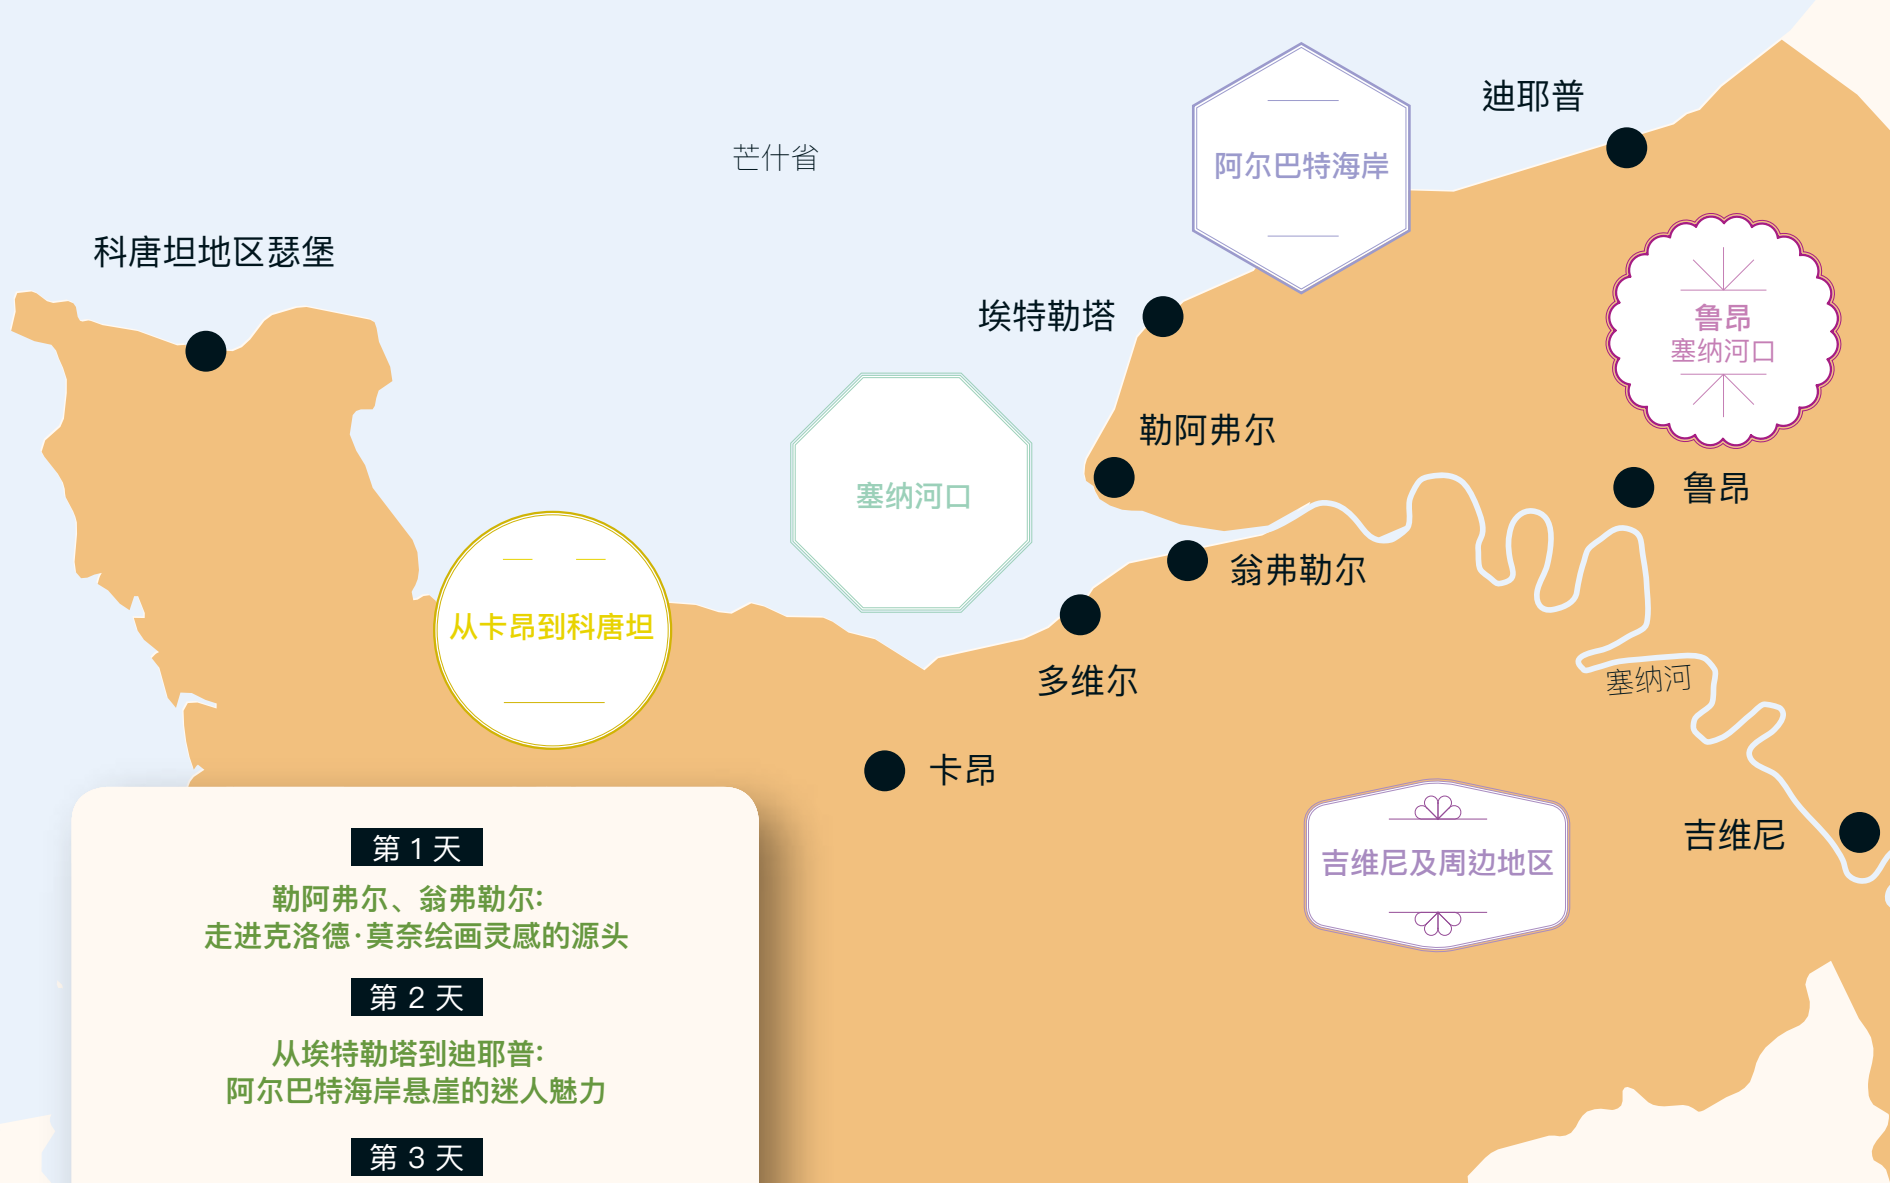 迪耶普
芒什省
阿尔巴特海岸
科唐坦地区瑟堡
埃特勒塔
鲁昂
塞纳河口
勒阿弗尔
塞纳河口
鲁昂
翁弗勒尔
从卡昂到科唐坦
多维尔
塞纳河
卡昂
吉维尼
吉维尼及周边地区
第 1 天
勒阿弗尔、翁弗勒尔:
走进克洛德·莫奈绘画灵感的源头
第 2 天
从埃特勒塔到迪耶普:
阿尔巴特海岸悬崖的迷人魅力
第 3 天